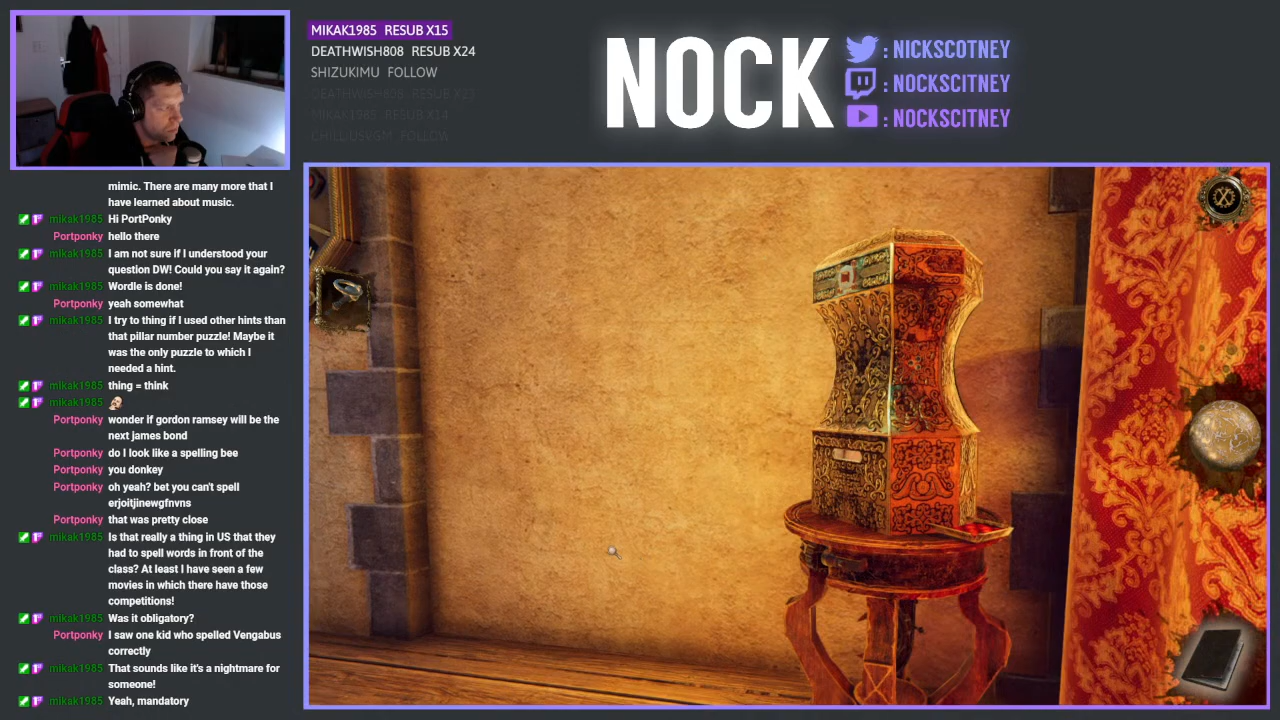 MIKAK1985 RESUB X15
DEATHWISH808 RESUB X24
SHIZUKIMU FOLLOW
DEATHWISH808 RESUB X23
MIKAK1985 RESUB X14
NOCK
: NICKSCOTNEY
: NOCKSCITNEY
: NOCKSCITNEY
mimic. There are many more that I
have learned about music.
mikak1985 Hi PortPonky
Portponky hello there
mikak1985 I am not sure if I understood your
question DW! Could you say it again?
mikak1985 Wordle is done!
Portponky yeah somewhat
mikak1985 I try to thing if I used other hints than
that pillar number puzzle! Maybe it
was the only puzzle to which I
needed a hint.
mikak1985 thing = think
mikak1985
Portponky wonder if gordon ramsey will be the
next james bond
Portponky do I look like a spelling bee
Portponky you donkey
Portponky oh yeah? bet you can't spell
erjoitjinewgfnvns
Portponky that was pretty close
mikak1985 Is that really a thing in US that they
had to spell words in front of the
class? At least I have seen a few
movies in which there have those
competitions!
mikak1985 Was it obligatory?
Portponky I saw one kid who spelled Vengabus
correctly
mikak1985 That sounds like it's a nightmare for
someone!
mikak1985 Yeah, mandatory